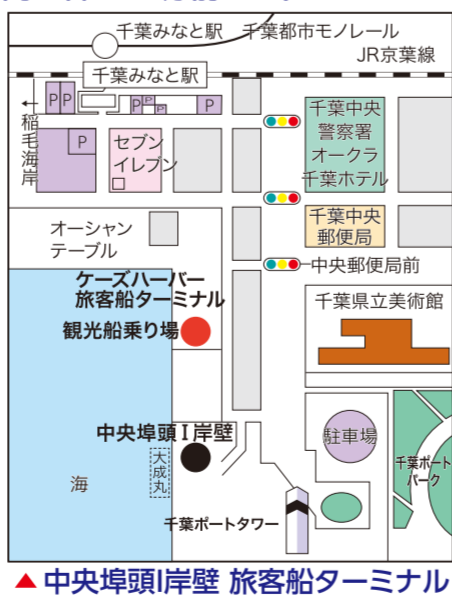 千葉みなと駅 千葉都市モノレール
JR京葉線
千葉みなと駅
P P P P P P
←
稲毛海岸
P
セブン
イレブン
千葉中央
警察署
オークラ
千葉ホテル
オーシャン
テーブル
千葉中央
郵便局
中央郵便局前
ケーズハーバー
旅客船ターミナル
観光船乗り場
千葉県立美術館
中央埠頭I岸壁
大成丸
海
駐車場
千葉ポート
パーク
千葉ポートタワー
▲ 中央埠頭I岸壁 旅客船ターミナル